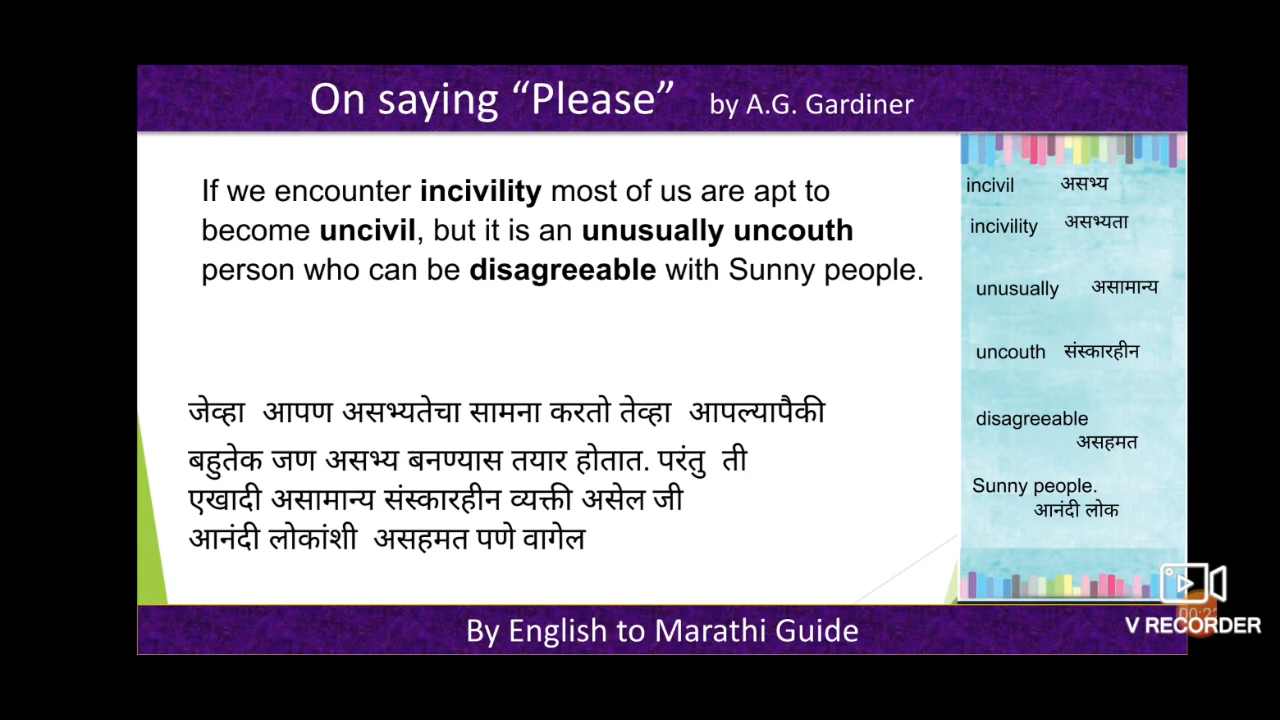 On saying “Please” by A.G. Gardiner
If we encounter incivility most of us are apt to
become uncivil, but it is an unusually uncouth
person who can be disagreeable with Sunny people.
जेव्हा आपण असभ्यतेचा सामना करतो तेव्हा आपल्यापैकी
बहुतेक जण असभ्य बनण्यास तयार होतात. परंतु ती
एखादी असामान्य संस्कारहीन व्यक्ती असेल जी
आनंदी लोकांशी असहमत पणे वागेल
incivil असभ्य
incivility असभ्यता
unusually असामान्य
uncouth संस्कारहीन
disagreeable
असहमत
Sunny people.
आनंदी लोक
By English to Marathi Guide
V RECORDER